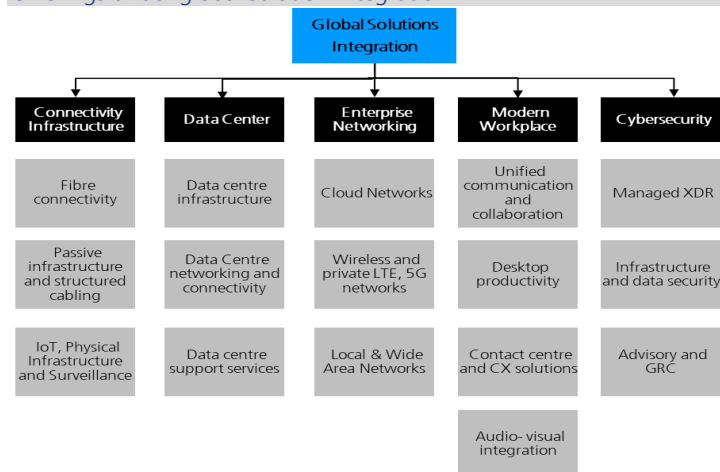 Global Solutions
Integration
Connectivity
Infrastructure
Data Center
Enterprise
Networking
Modern
Workplace
Cybersecurity
Fibre
connectivity
Data centre
infrastructure
Cloud Networks
Unified
communication
and
collaboration
Managed XDR
Passive
infrastructure
and structured
cabling
Data Centre
networking and
connectivity
Wireless and
private LTE, 5G
networks
Desktop
productivity
Infrastructure
and data security
IoT, Physical
Infrastructure
and Surveillance
Data centre
support services
Local & Wide
Area Networks
Contact centre
and CX solutions
Advisory and
GRC
Audio- visual
integration